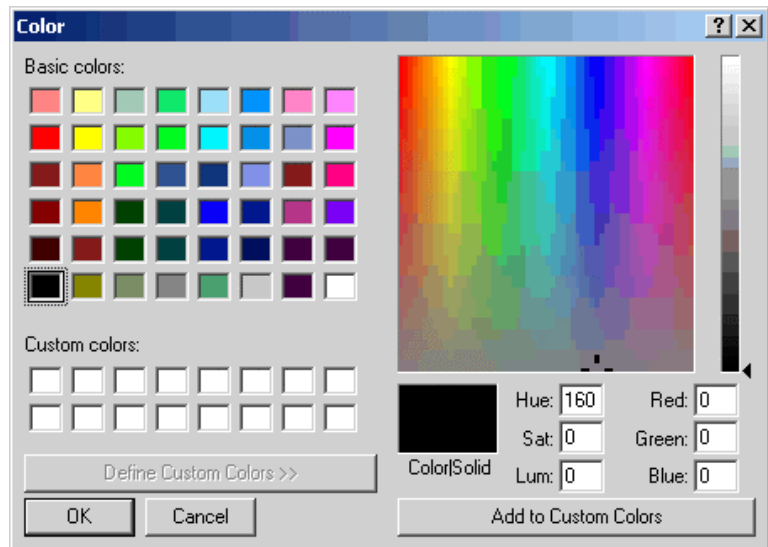 Color
Basic colors:
Custom colors:
Define Custom Colors >>
OK Cancel
Color|Solid
Hue: 160 Red: 0
Sat: 0 Green: 0
Lum: 0 Blue: 0
Add to Custom Colors